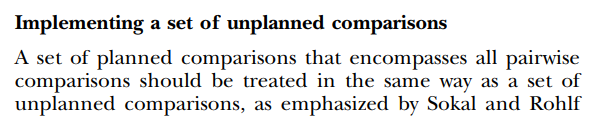 Implementing a set of unplanned comparisons
A set of planned comparisons that encompasses all pairwise
comparisons should be treated in the same way as a set of
unplanned comparisons, as emphasized by Sokal and Rohlf